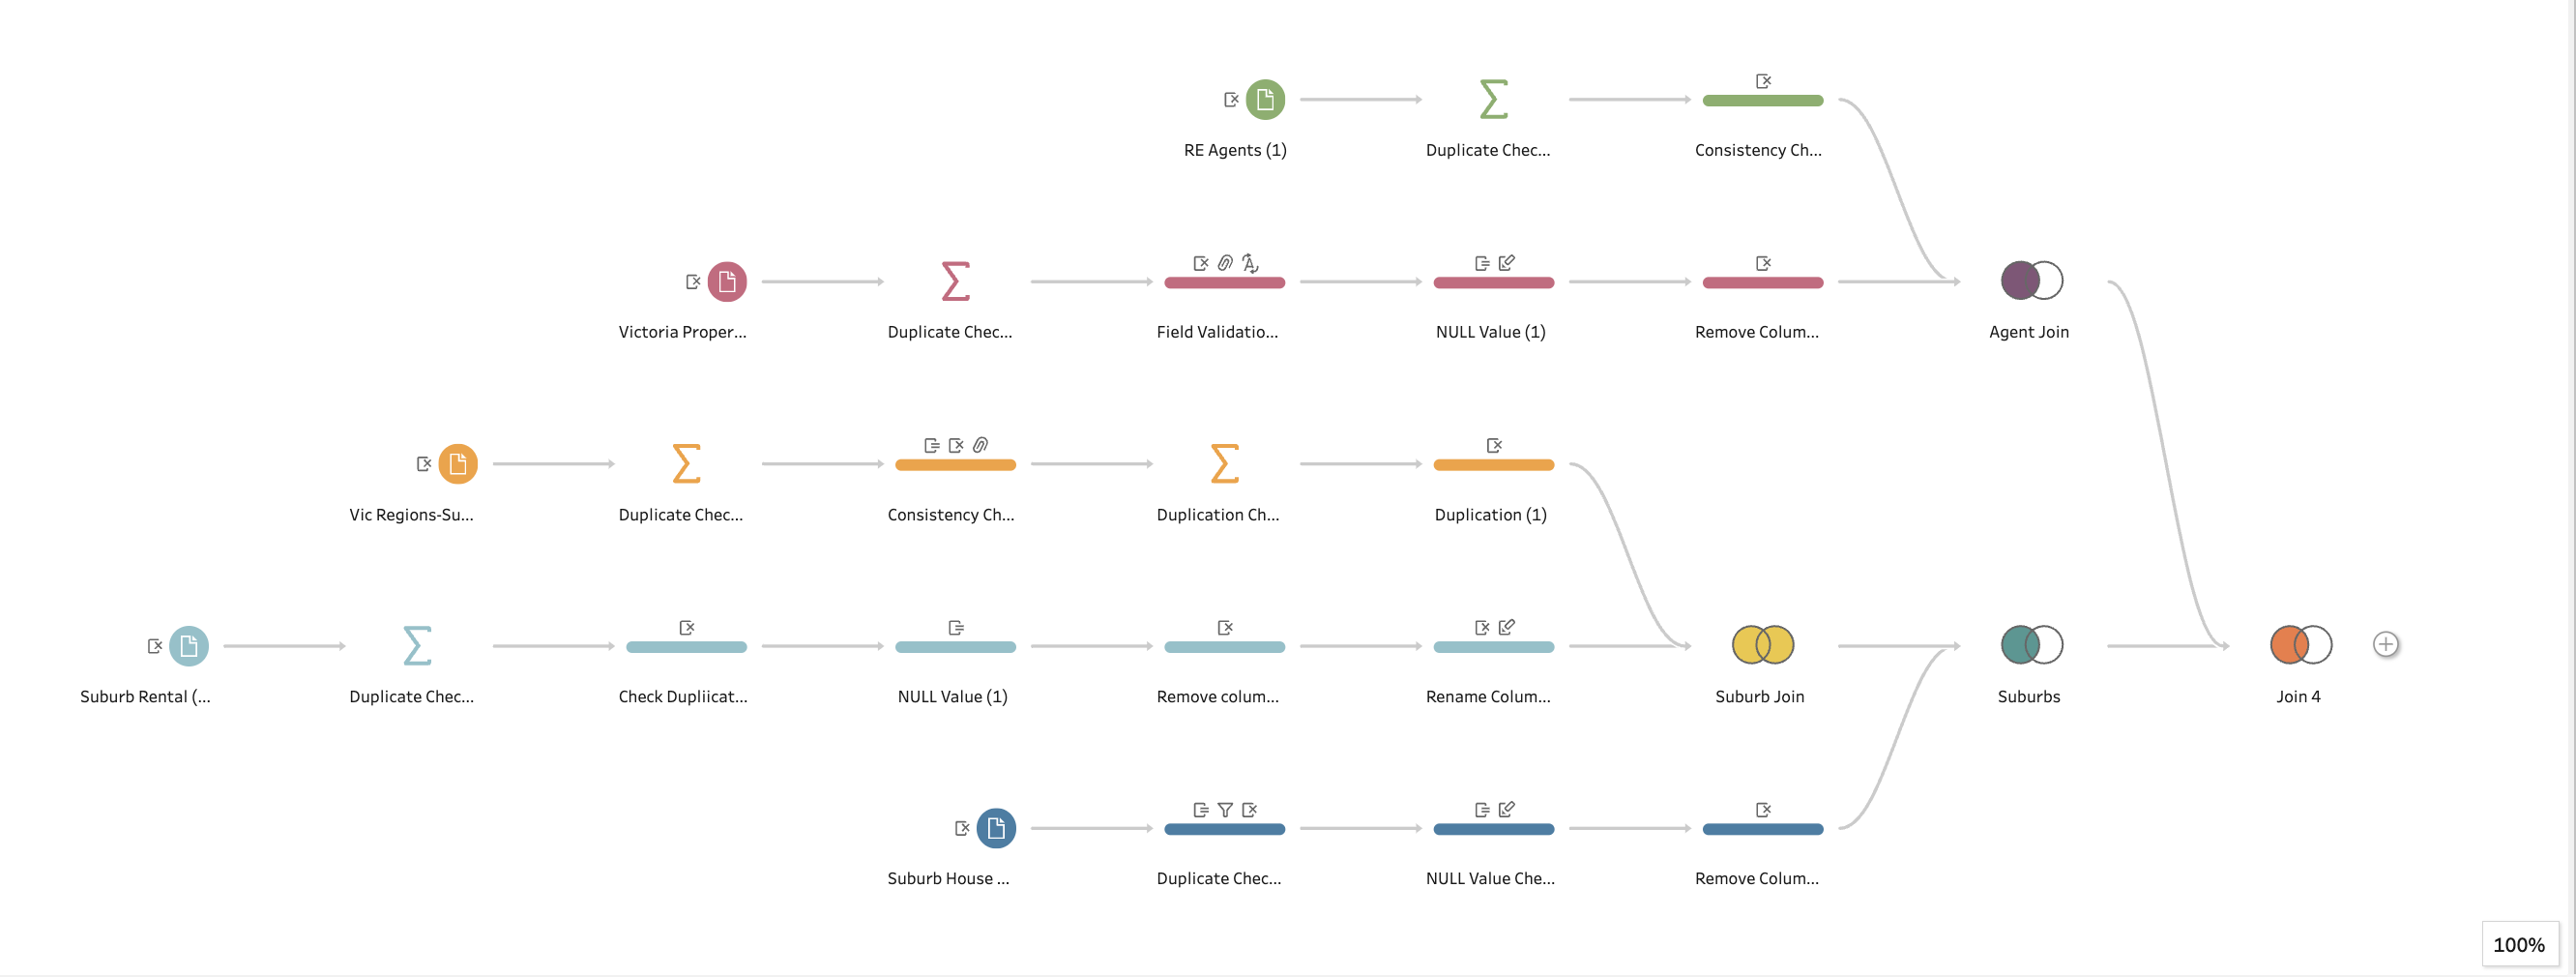 RE Agents (1)
Duplicate Chec...
Consistency Ch...
Victoria Proper...
Duplicate Chec...
Field Validatio...
NULL Value (1)
Remove Colum...
Agent Join
Vic Regions-Su...
Duplicate Chec...
Consistency Ch...
Duplication Ch...
Duplication (1)
Suburb Rental (...
Duplicate Chec...
Check Dupliicat...
NULL Value (1)
Remove colum...
Rename Colum...
Suburb Join
Suburbs
Join 4
Suburb House ...
Duplicate Chec...
NULL Value Che...
Remove Colum...
100%